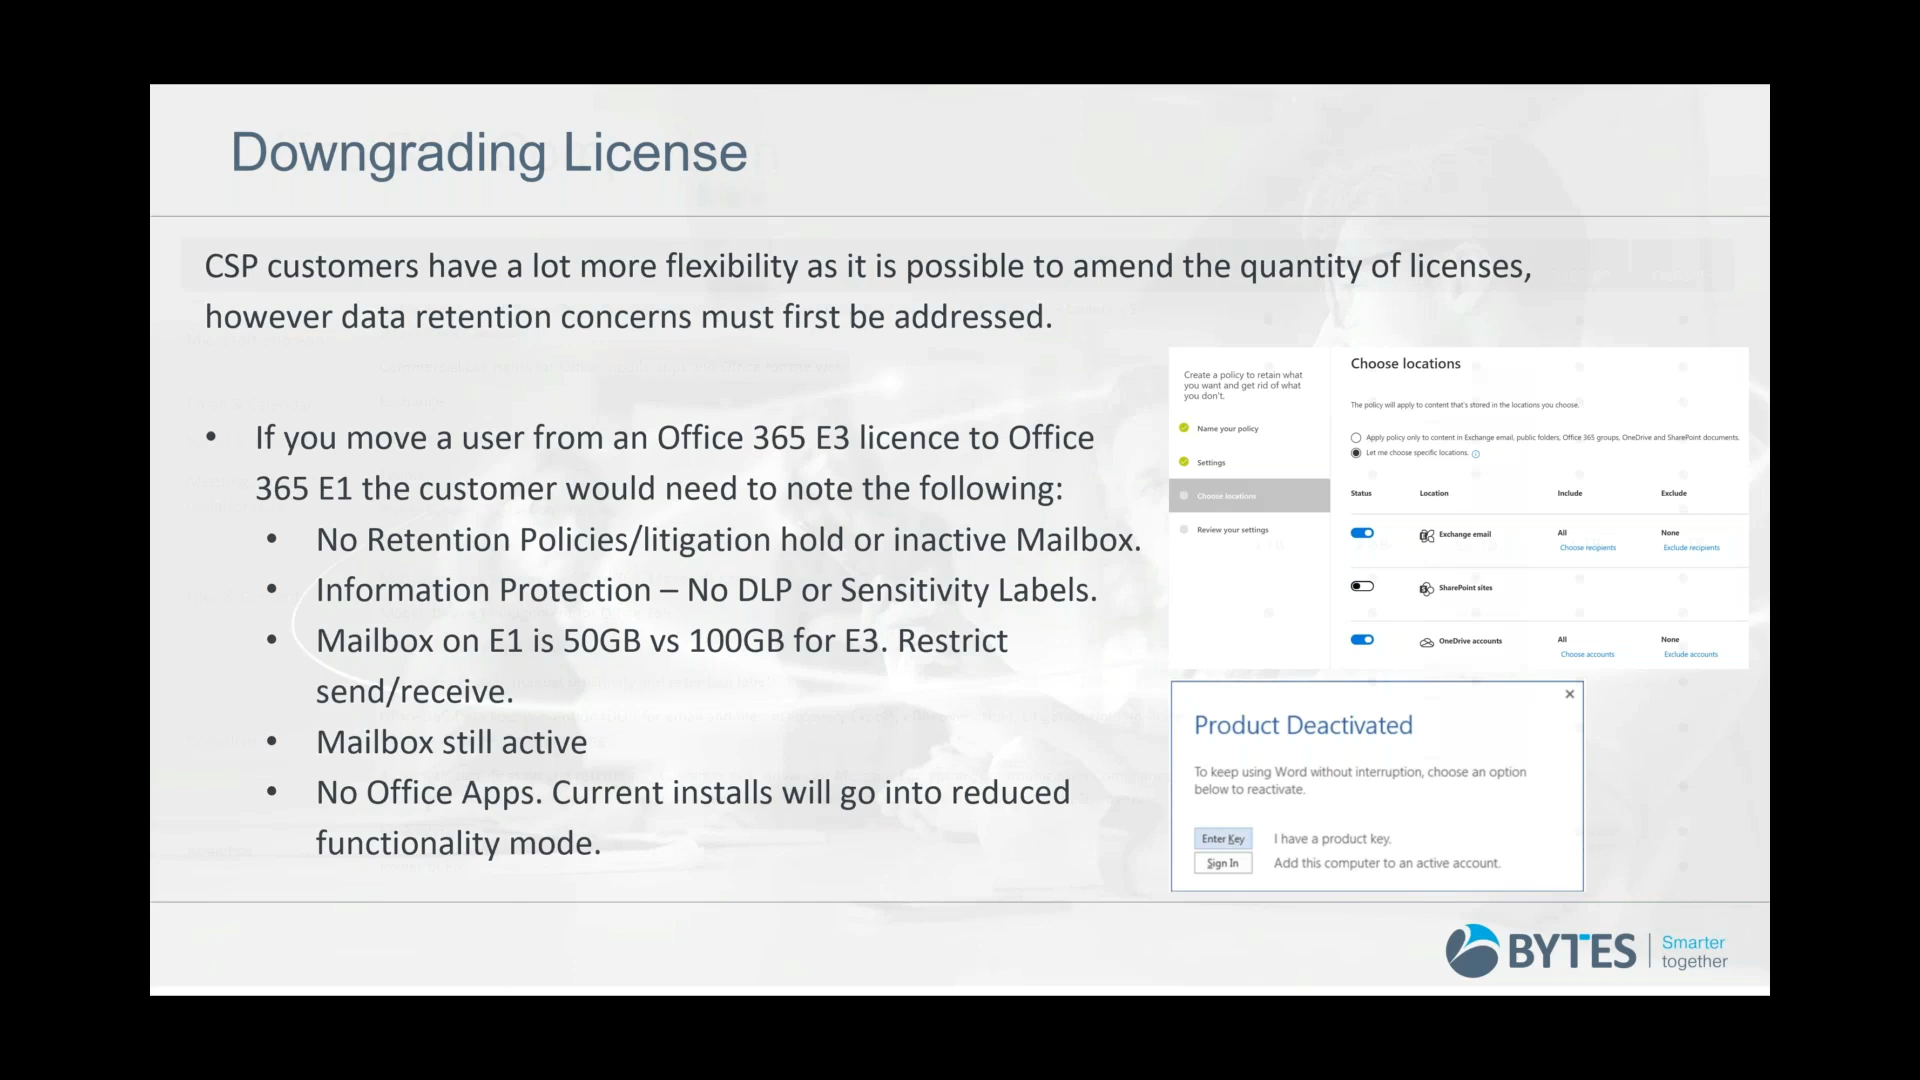 Downgrading License
CSP customers have a lot more flexibility as it is possible to amend the quantity of licenses,
however data retention concerns must first be addressed.
• If you move a user from an Office 365 E3 licence to Office
365 E1 the customer would need to note the following:
• No Retention Policies/litigation hold or inactive Mailbox.
• Information Protection – No DLP or Sensitivity Labels.
• Mailbox on E1 is 50GB vs 100GB for E3. Restrict
send/receive.
• Mailbox still active
• No Office Apps. Current installs will go into reduced
functionality mode.
Create a policy to retain what
you want and get rid of what
you don't.
Name your policy
Settings
Choose locations
Review your settings
Choose locations
The policy will apply to content that's stored in the locations you choose.
Apply policy only to content in Exchange email, public folders, Office 365 groups, OneDrive and SharePoint documents.
Let me choose specific locations.
Status Location Include Exclude
Exchange email All None
Choose recipients Exclude recipients
SharePoint sites
OneDrive accounts All None
Choose accounts Exclude accounts
Product Deactivated
To keep using Word without interruption, choose an option
below to reactivate.
Enter Key I have a product key.
Sign In Add this computer to an active account.
BYTES Smarter
together